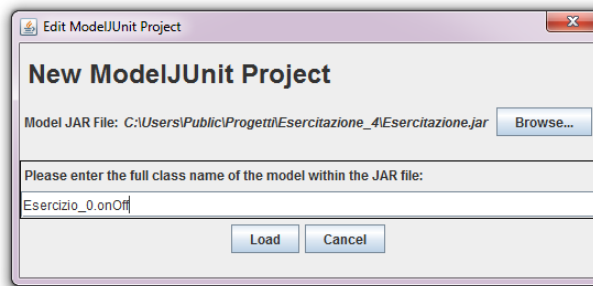 Edit ModelJUnit Project
New ModelJUnit Project
Model JAR File: C:\Users\Public\Progetti\Esercitazione_4\Esercitazione.jar Browse...
Please enter the full class name of the model within the JAR file:
Esercizio_0.onOff
Load Cancel